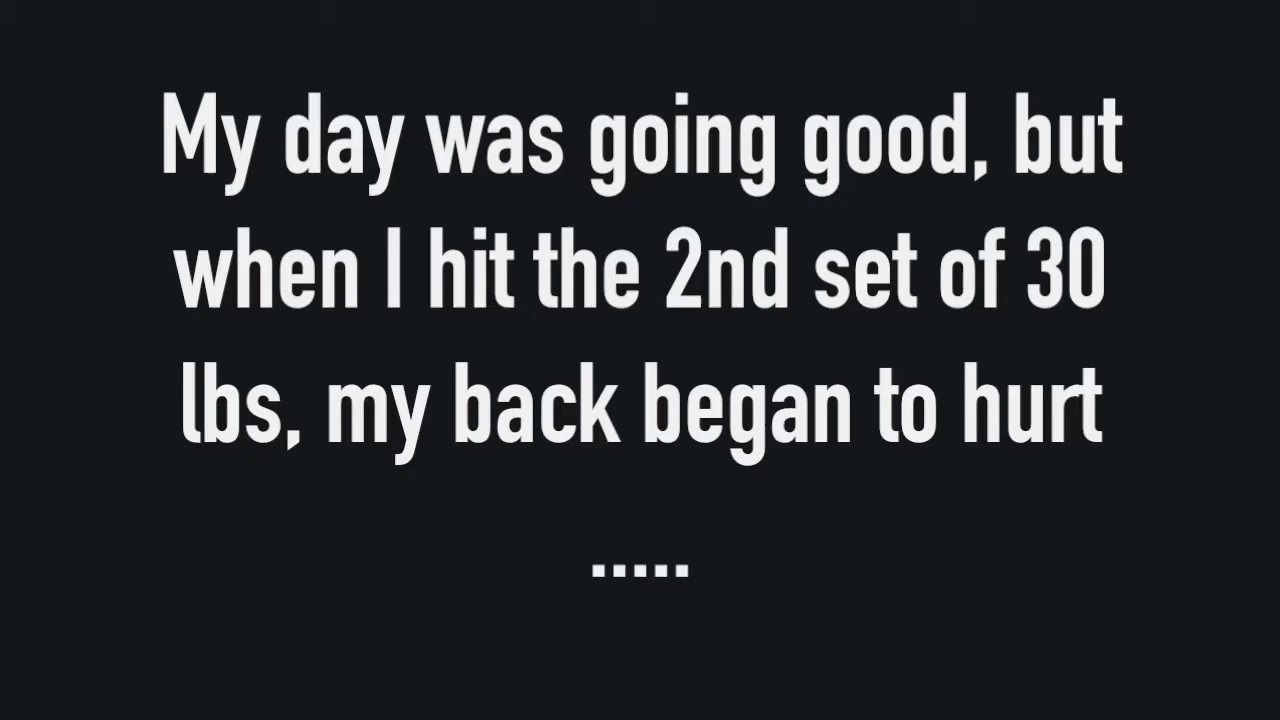 My day was going good, but
when I hit the 2nd set of 30
lbs, my back began to hurt
.....